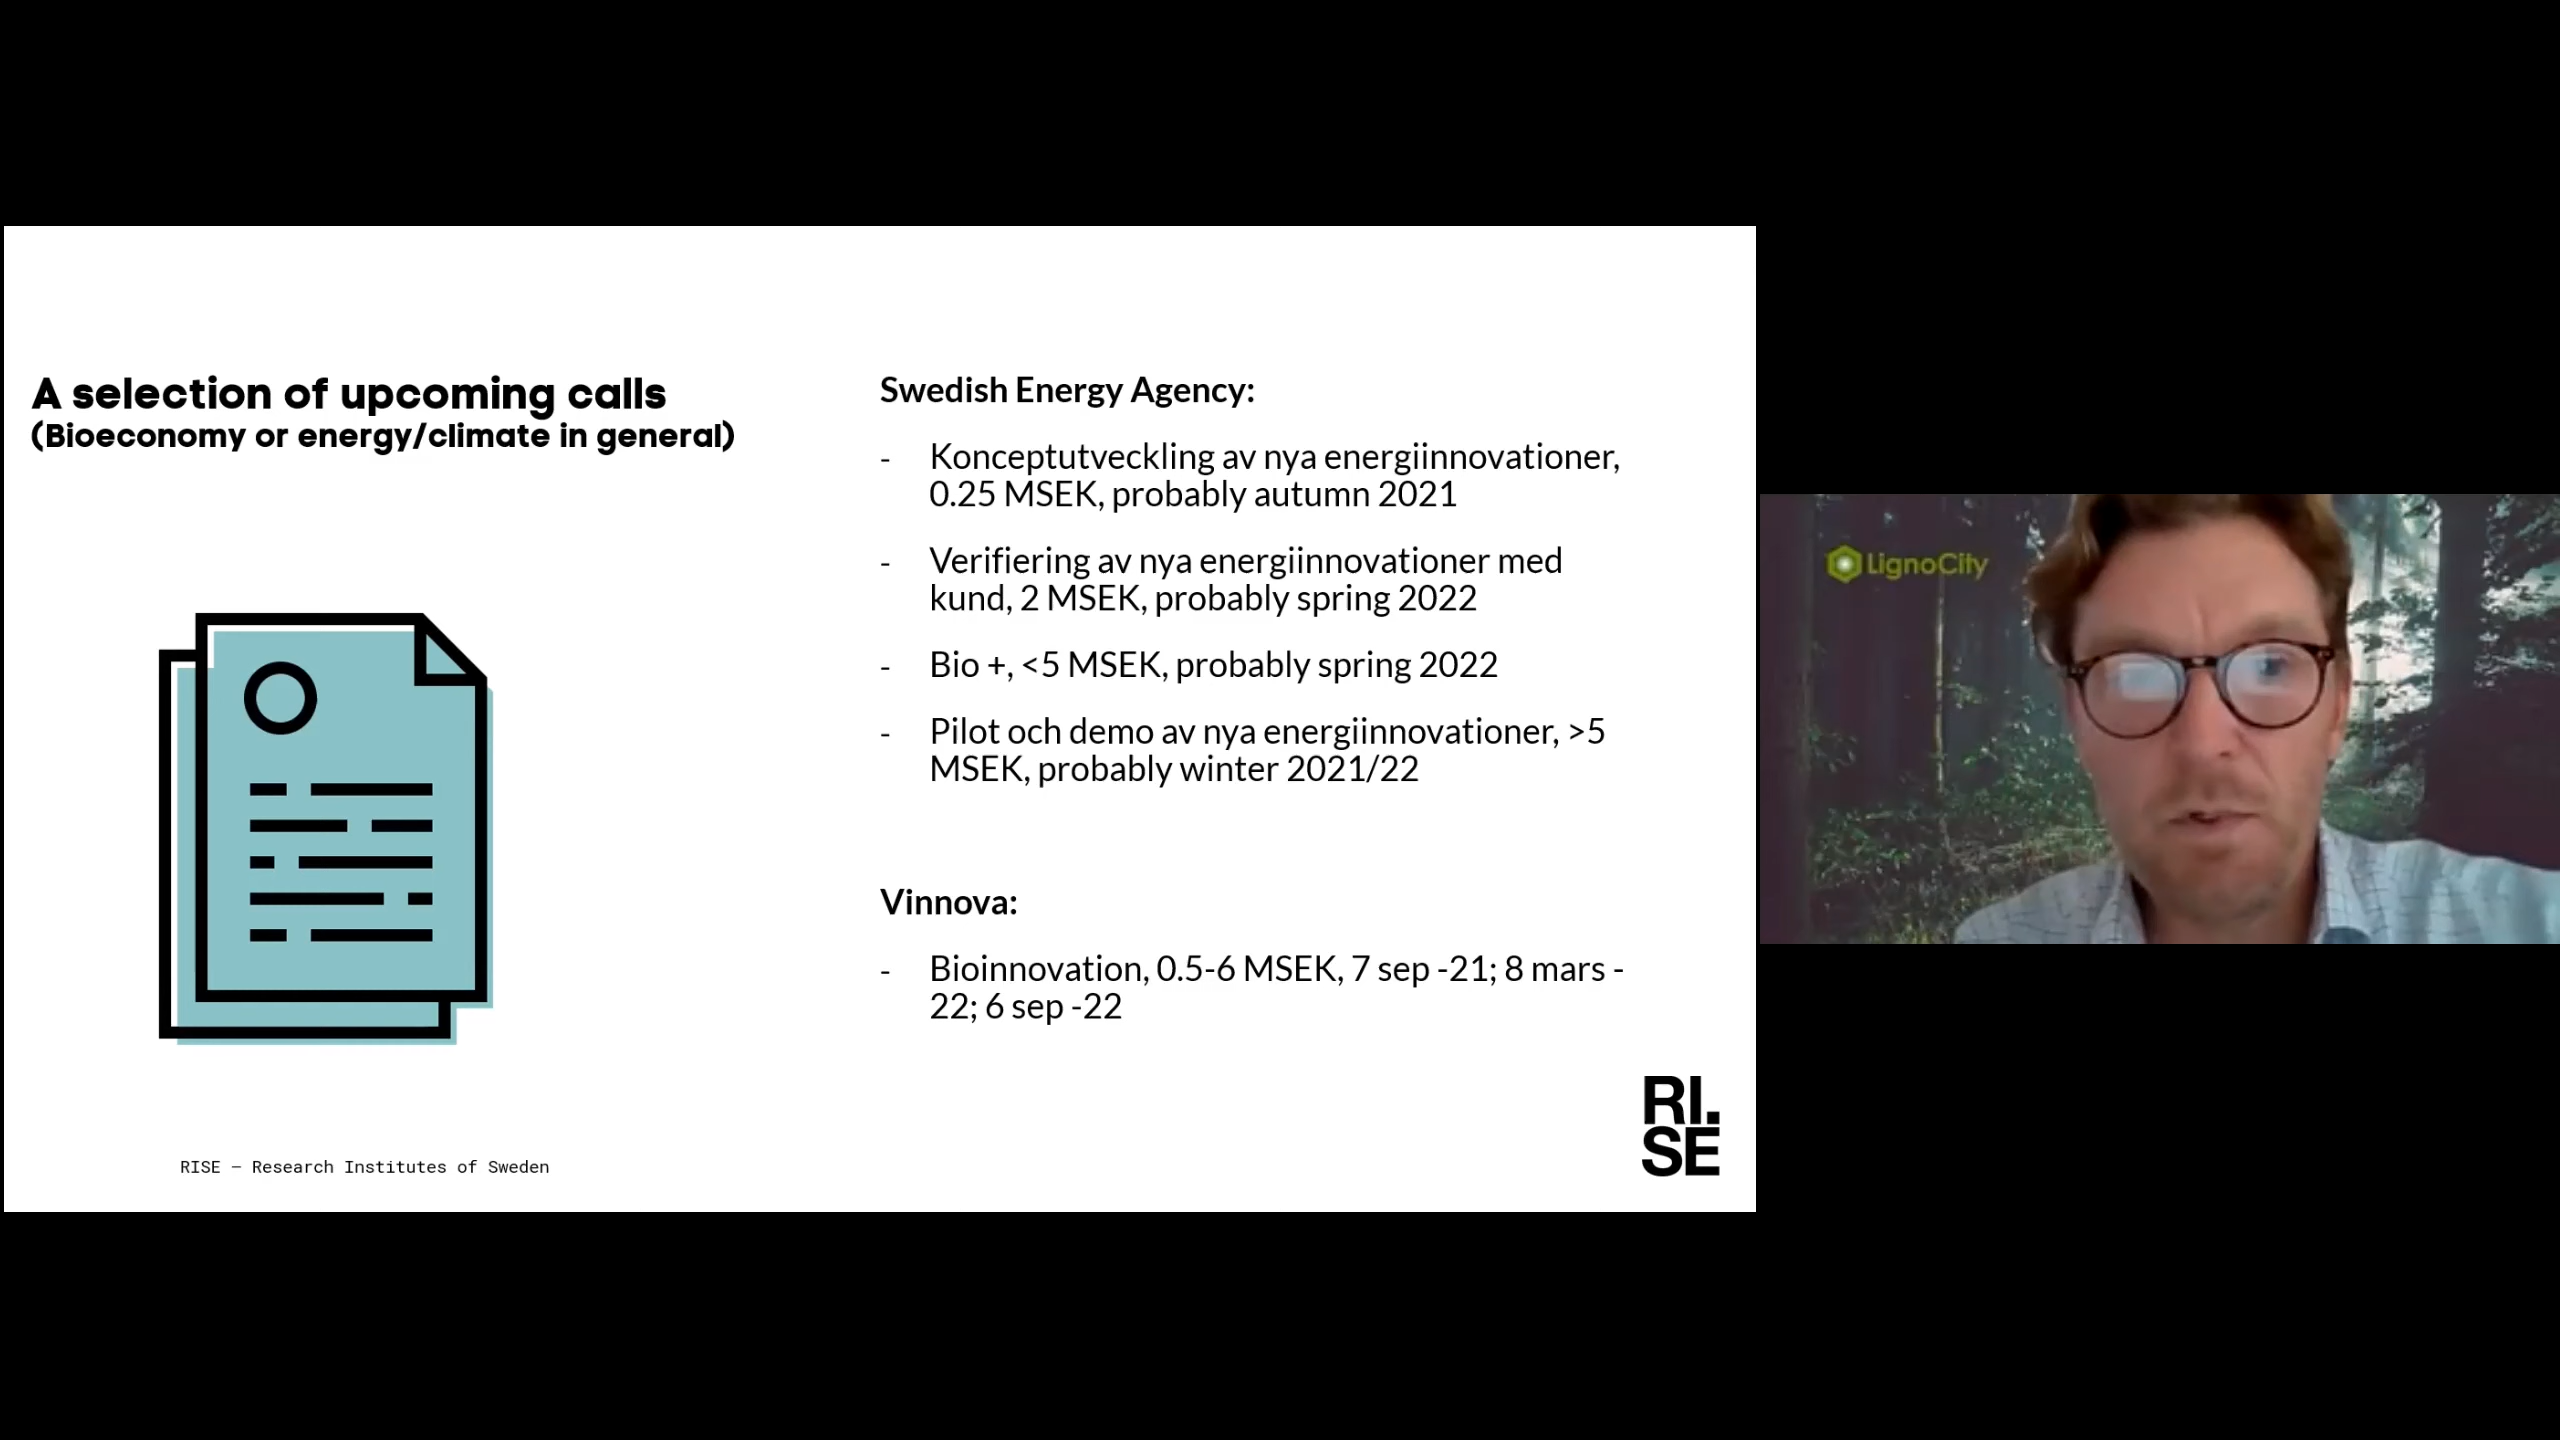 A selection of upcoming calls
(Bioeconomy or energy/climate in general)
Swedish Energy Agency:
- Konceptutveckling av nya energiinnovationer,
0.25 MSEK, probably autumn 2021
- Verifiering av nya energiinnovationer med
kund, 2 MSEK, probably spring 2022
- Bio +, <5 MSEK, probably spring 2022
- Pilot och demo av nya energiinnovationer, >5
MSEK, probably winter 2021/22
Vinnova:
- Bioinnovation, 0.5-6 MSEK, 7 sep -21; 8 mars -
22; 6 sep -22
RISE — Research Institutes of Sweden
RI.
SE
LignoCity